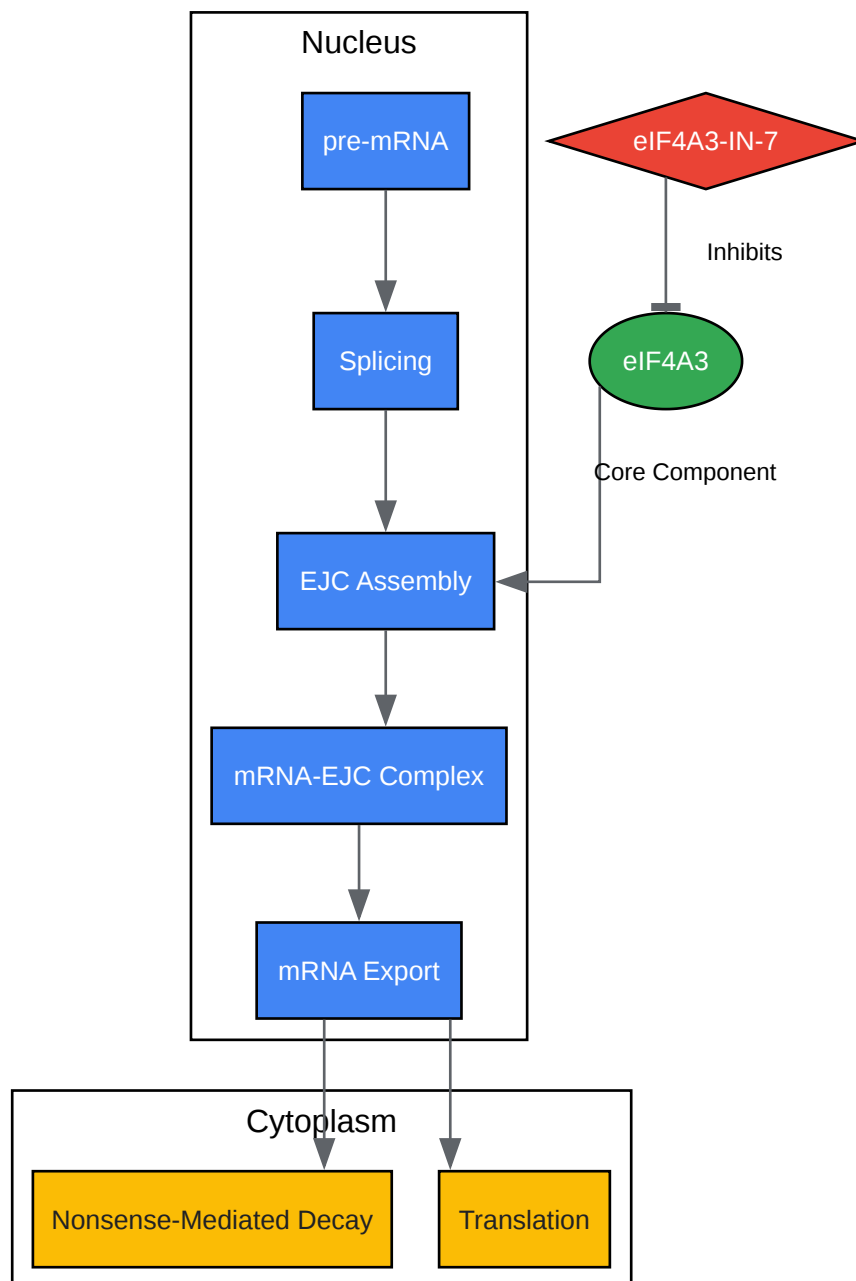 Nucleus
pre-mRNA
eIF4A3-IN-7
Inhibits
Splicing
eIF4A3
Core Component
EJC Assembly
mRNA-EJC Complex
mRNA Export
Cytoplasm
Nonsense-Mediated Decay
Translation